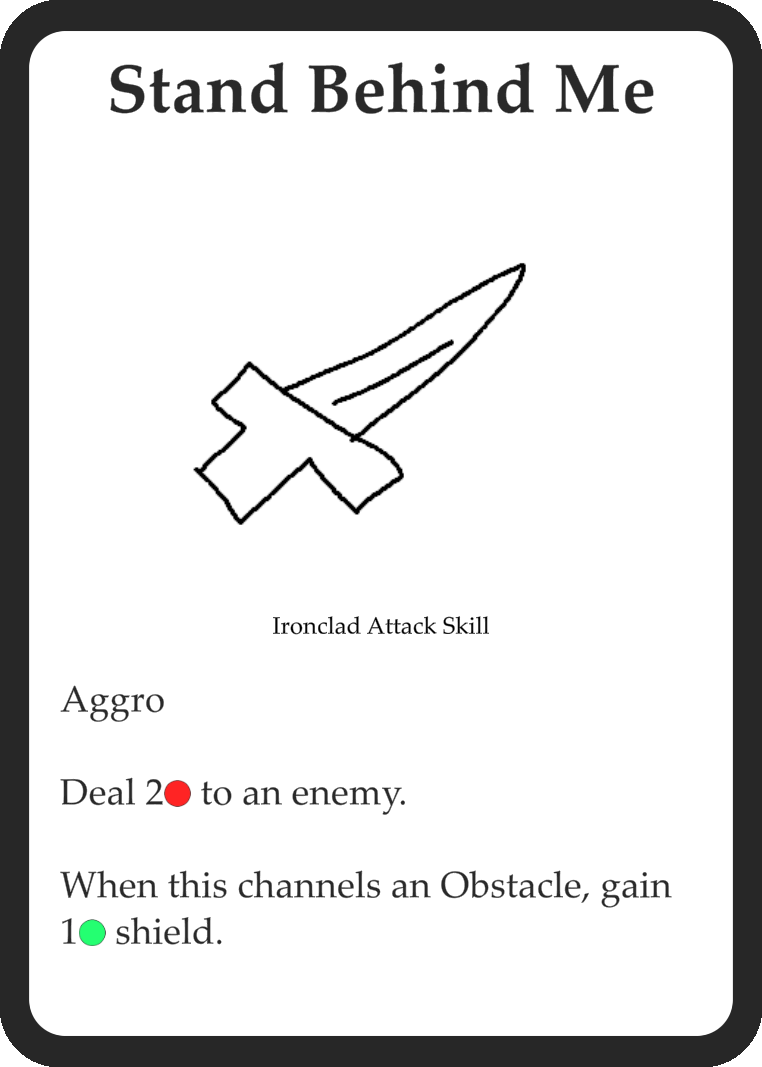 Stand Behind Me
Ironclad Attack Skill
Aggro
Deal 2 to an enemy.
When this channels an Obstacle, gain
1 shield.